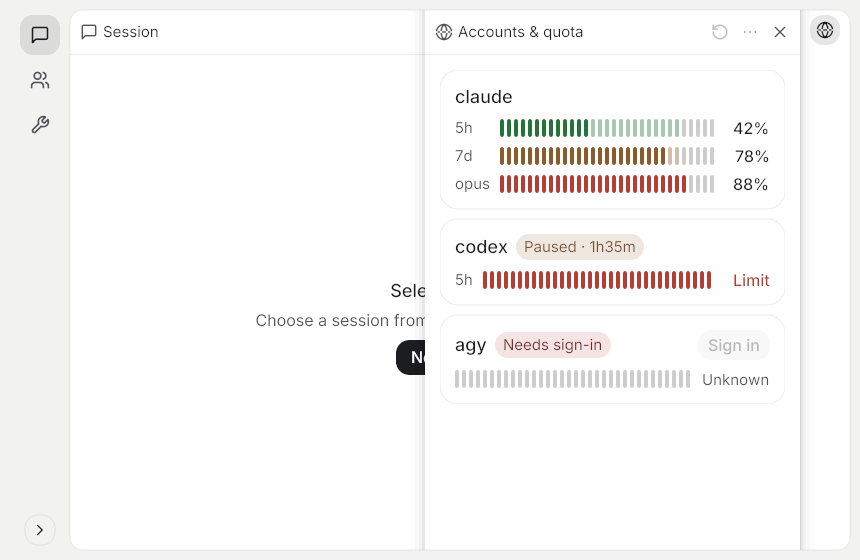 Session
Accounts & quota
claude
5h 42%
7d 78%
opus 88%
codex Paused · 1h35m
5h Limit
agy Needs sign-in Sign in
Unknown
Sele
Choose a session from